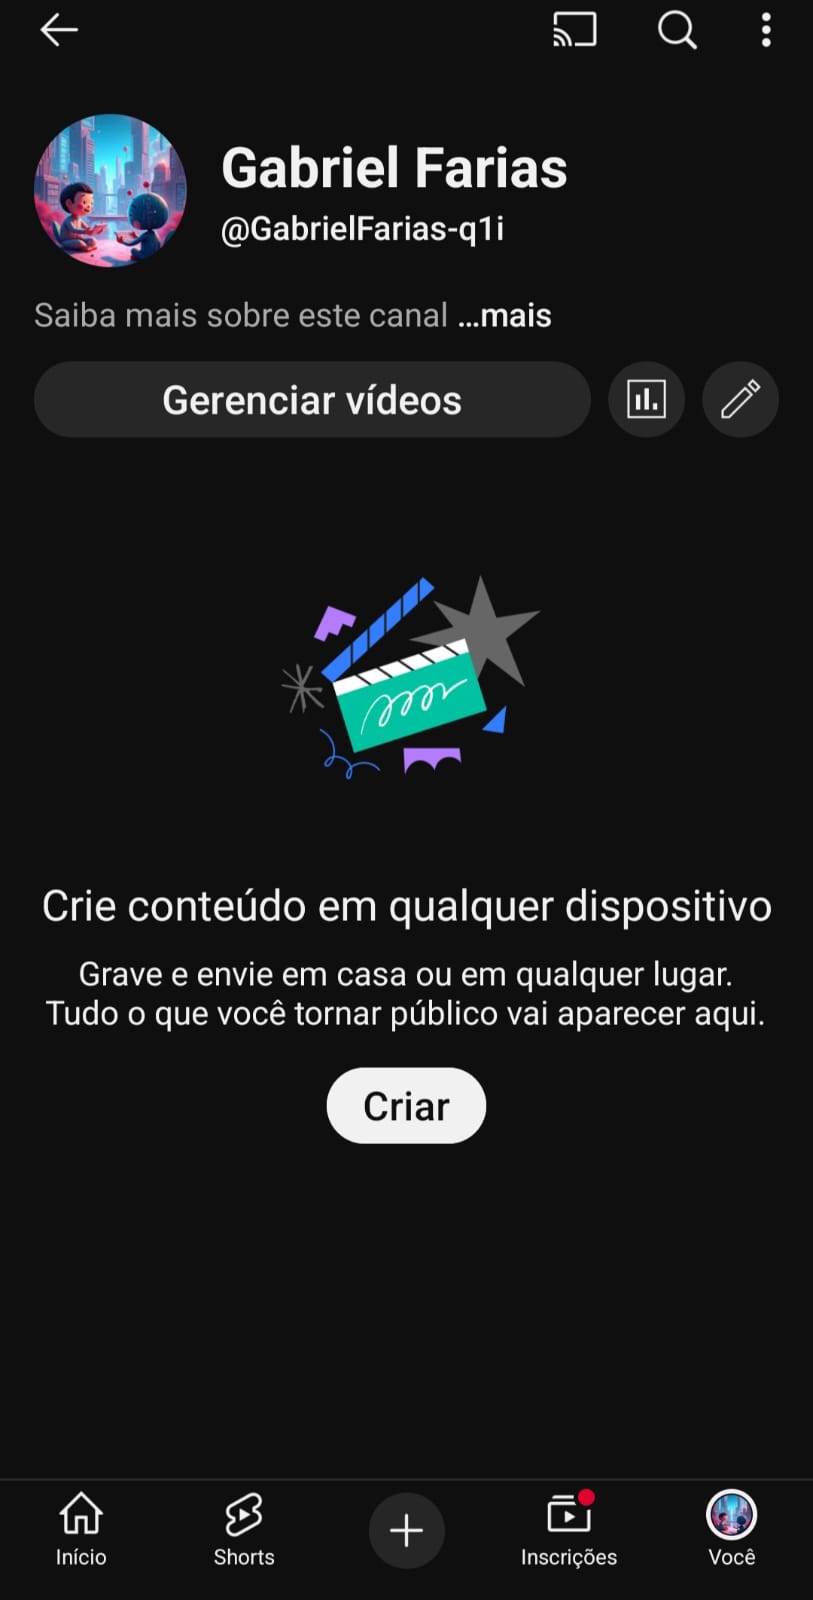 Gabriel Farias
@GabrielFarias-q1i
Saiba mais sobre este canal ...mais
Gerenciar vídeos
Crie conteúdo em qualquer dispositivo
Grave e envie em casa ou em qualquer lugar.
Tudo o que você tornar público vai aparecer aqui.
Criar
Início
Shorts
Inscrições
Você